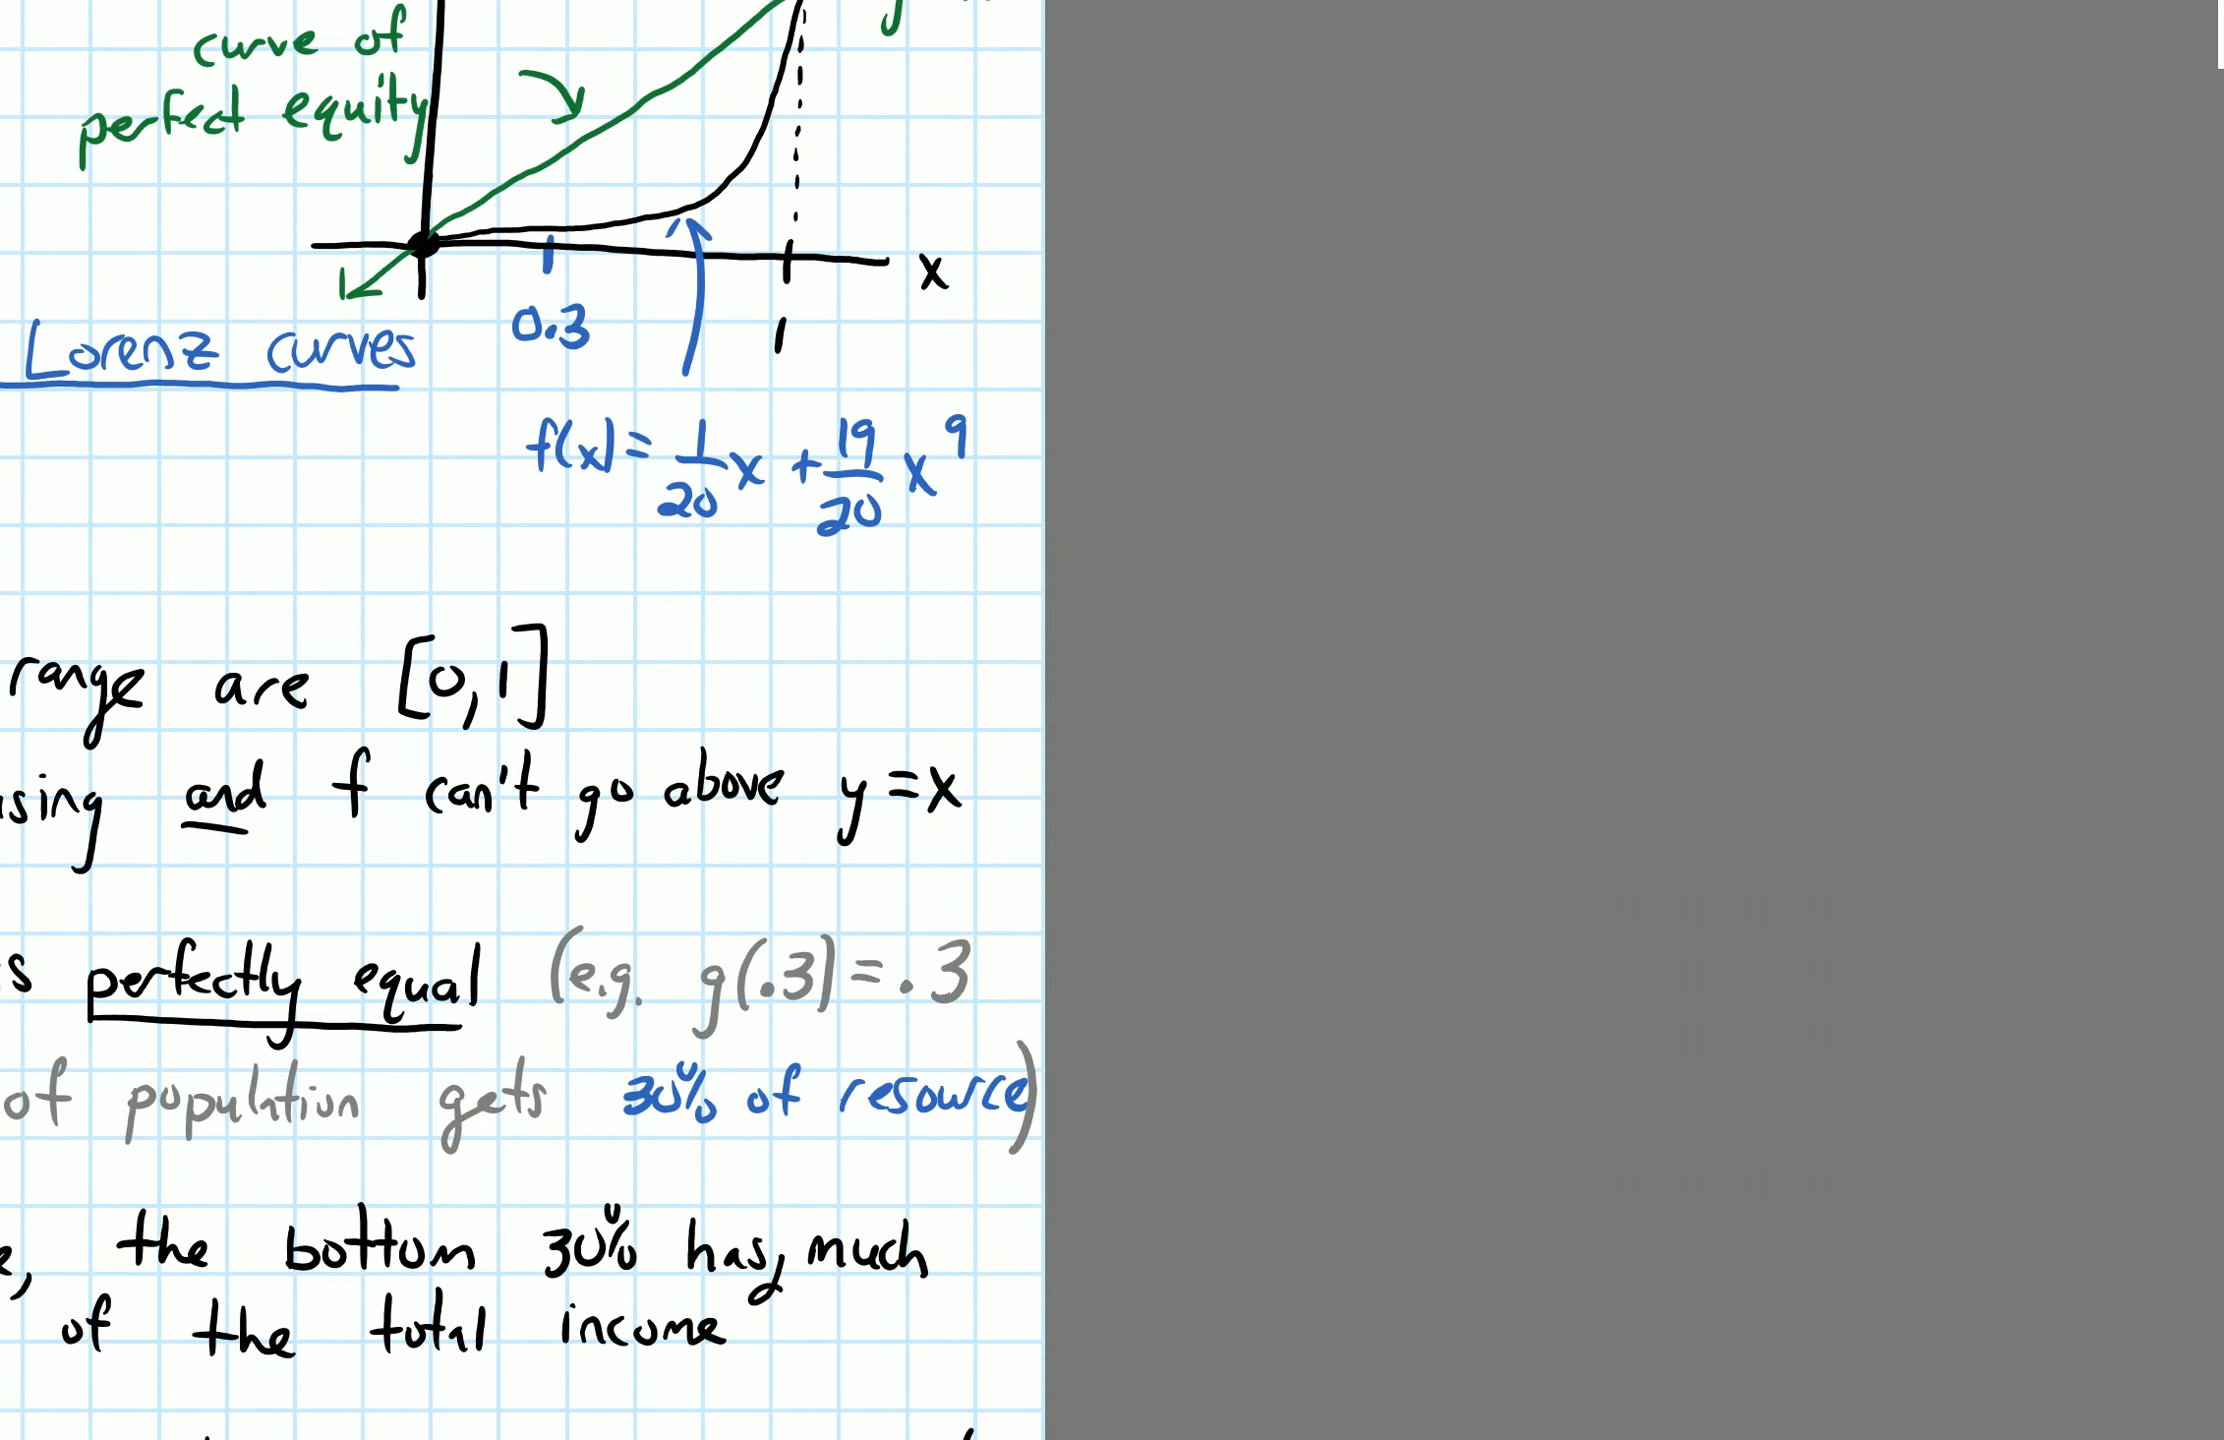 curve of
perfect equity
x
0.3
1
Lorenz curves
f(x) = 1/20 x + 19/20 x^9
range are [0,1]
sing and f can't go above y=x
s perfectly equal (e.g. g(.3)=.3
of population gets 30% of resource)
e, the bottom 30% has much
of the total income